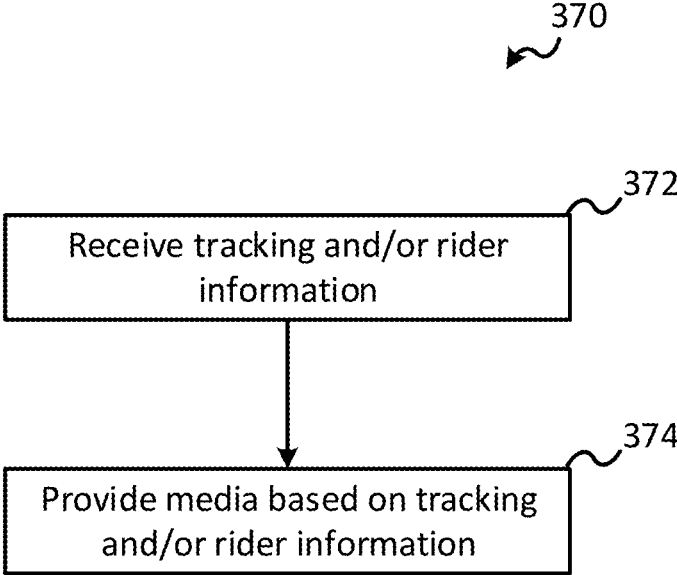 370
372
Receive tracking and/or rider
information
374
Provide media based on tracking
and/or rider information